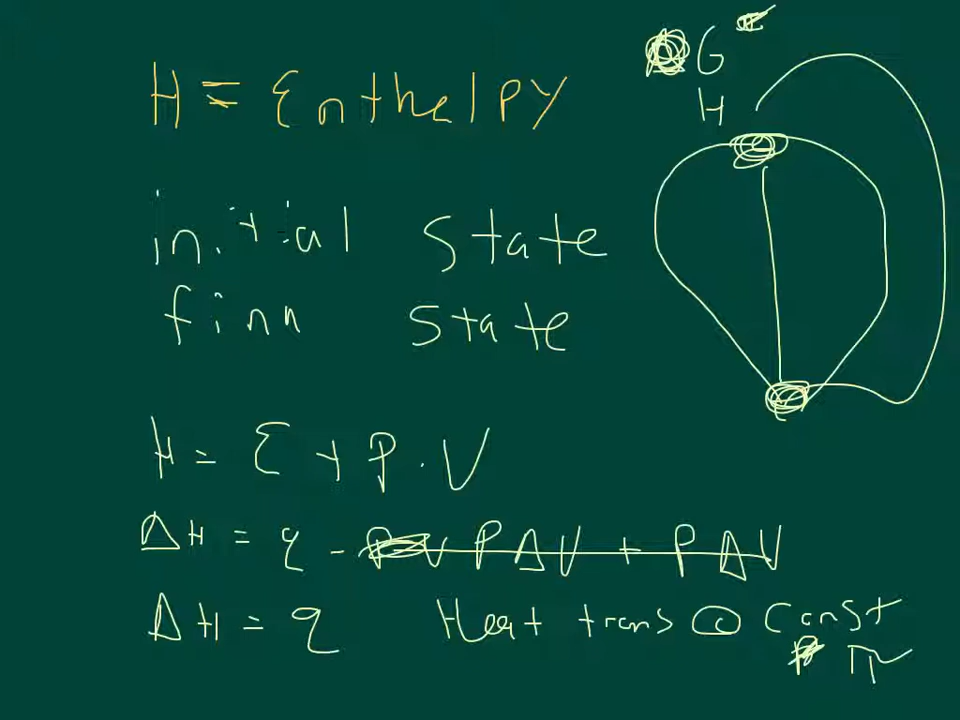 H = Enthelpy
G
H
initial State
finn State
H = E + P · V
ΔH = q - PΔV + PΔV
ΔH = q Heat trans @ Const